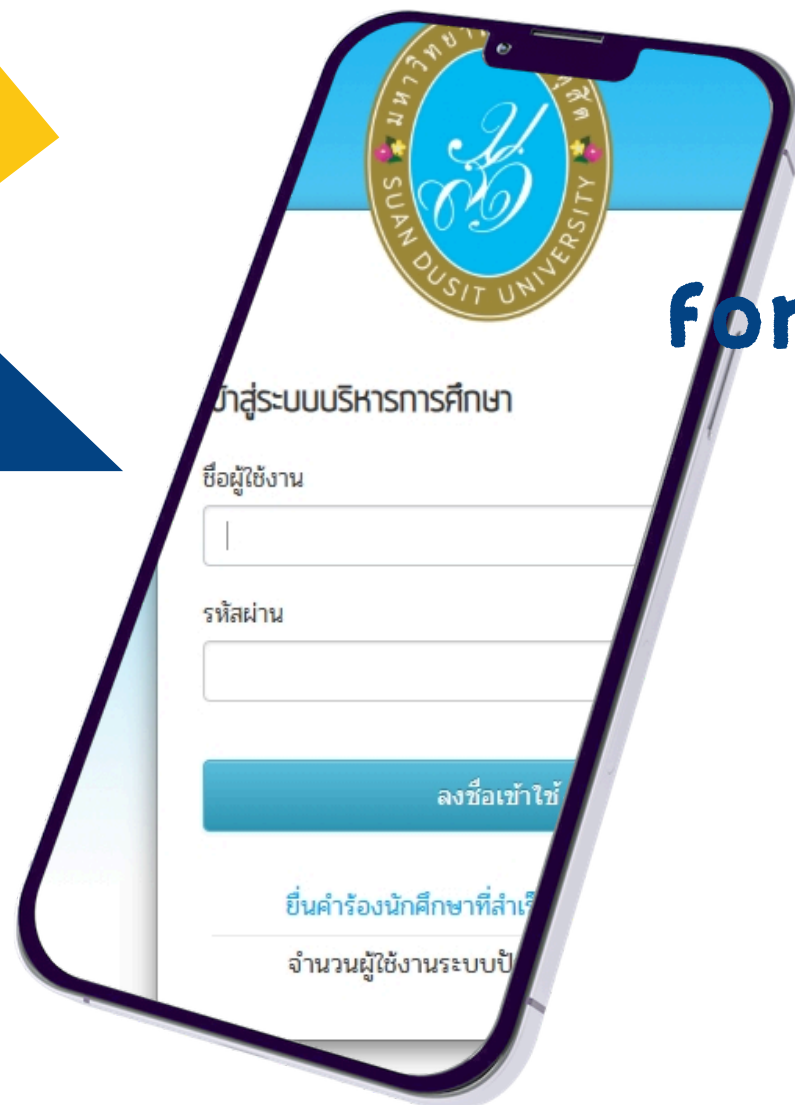 SUAN DUSIT UNIVERSITY
for
เข้าสู่ระบบบริหารการศึกษา
ชื่อผู้ใช้งาน
รหัสผ่าน
ลงชื่อเข้าใช้
ยื่นคำร้องนักศึกษาที่
จำนวนผู้ใช้งานระบบ